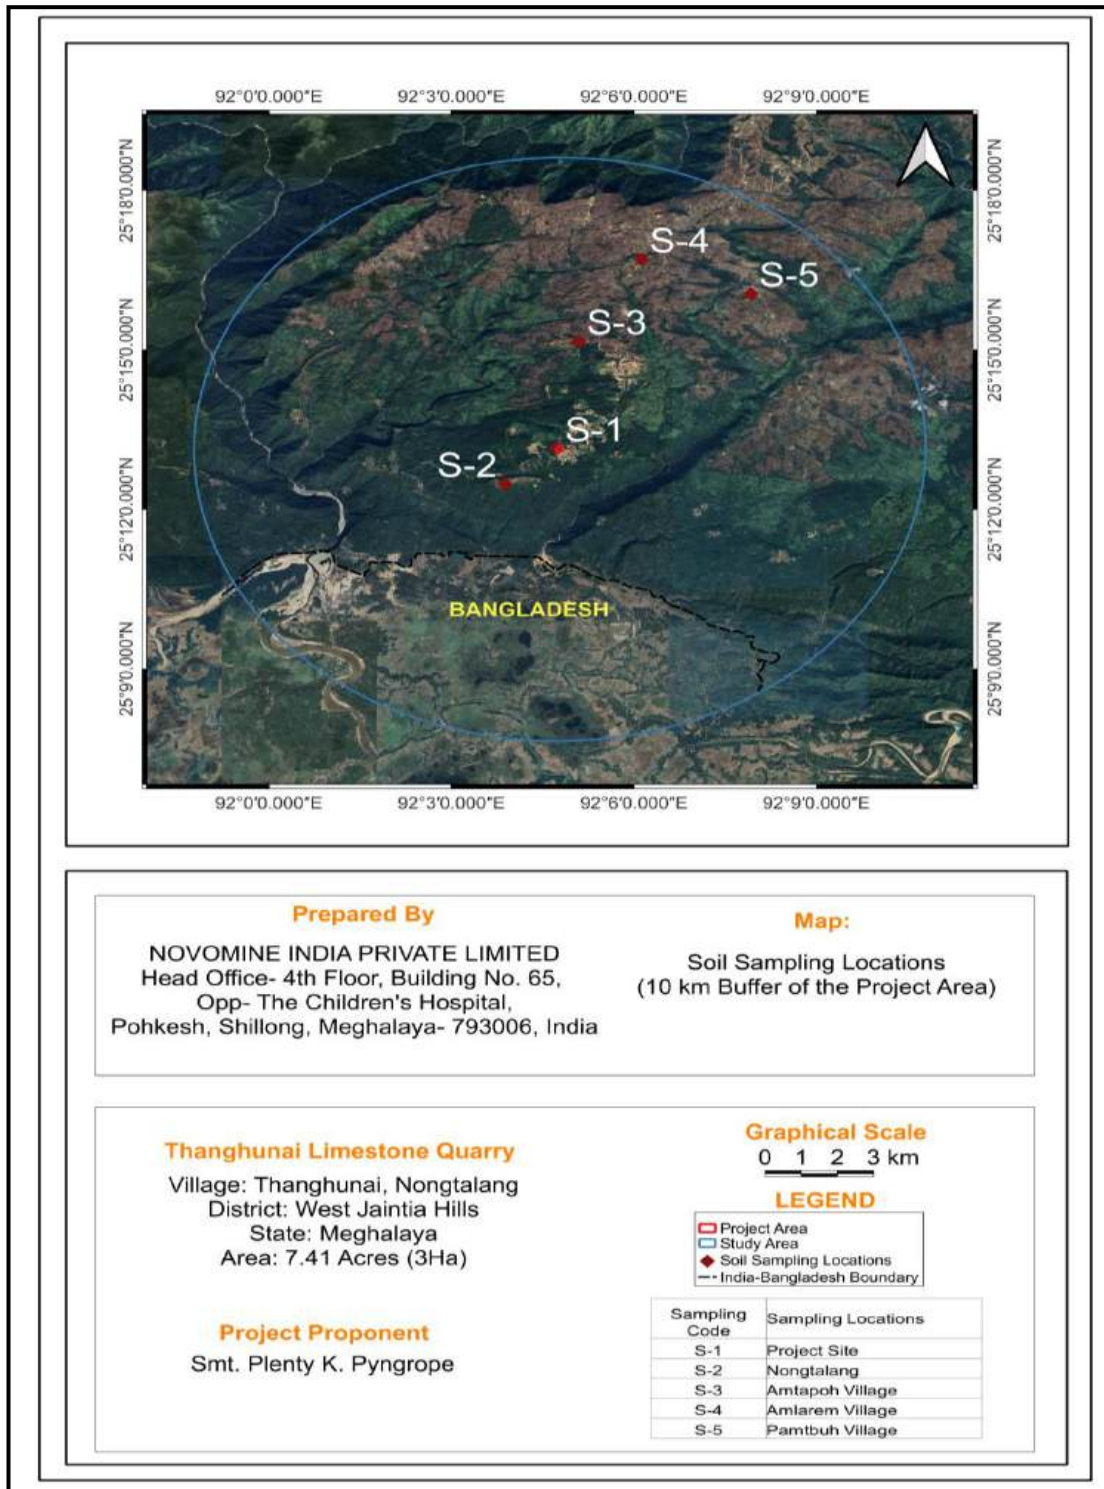 92°0'0.000"E 92°3'0.000"E 92°6'0.000"E 92°9'0.000"E
25°18'0.000"N 25°18'0.000"N
S-4
S-5
S-3
25°15'0.000"N 25°15'0.000"N
S-1
S-2
25°12'0.000"N 25°12'0.000"N
BANGLADESH
25°9'0.000"N 25°9'0.000"N
92°0'0.000"E 92°3'0.000"E 92°6'0.000"E 92°9'0.000"E
Prepared By
NOVOMINE INDIA PRIVATE LIMITED
Head Office- 4th Floor, Building No. 65,
Opp- The Children's Hospital,
Pohkesh, Shillong, Meghalaya- 793006, India
Map:
Soil Sampling Locations
(10 km Buffer of the Project Area)
Thanghunai Limestone Quarry
Village: Thanghunai, Nongtalang
District: West Jaintia Hills
State: Meghalaya
Area: 7.41 Acres (3Ha)
Project Proponent
Smt. Plenty K. Pyngrope
Graphical Scale
0 1 2 3 km
LEGEND
Project Area
Study Area
Soil Sampling Locations
India-Bangladesh Boundary
Sampling Code Sampling Locations
S-1 Project Site
S-2 Nongtalang
S-3 Amtapoh Village
S-4 Amlarem Village
S-5 Pamtbuh Village